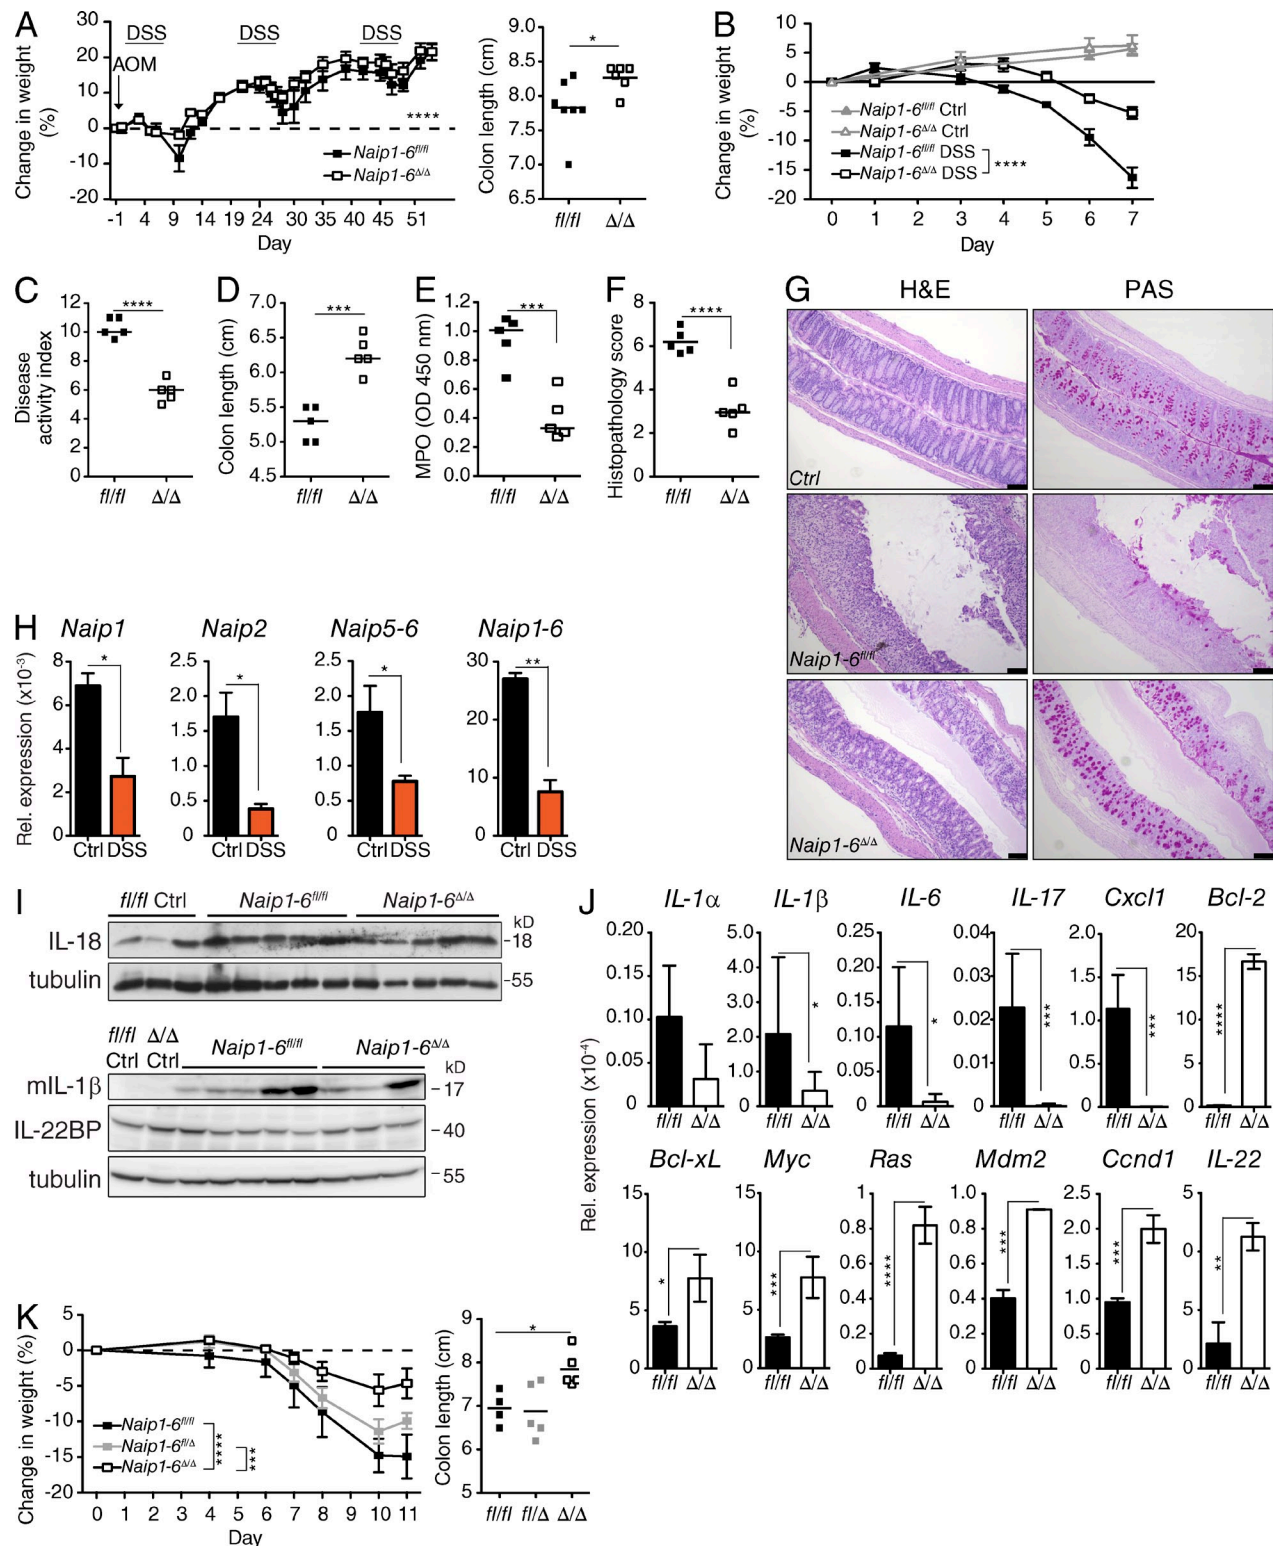 A
DSS DSS DSS
AOM
Change in weight (%)
30
20
10
0
-10
20
****
Naip1-6fl/fl
Naip1-6Δ/Δ
-1 4 9 14 19 24 30 35 40 45 51
Day
Colon length (cm)
9.0
8.5
8.0
7.5
7.0
6.5
*
fl/fl Δ/Δ
B
Change in weight (%)
10
5
0
-5
-10
-15
-20
Naip1-6fl/fl Ctrl
Naip1-6Δ/Δ Ctrl
Naip1-6fl/fl DSS
Naip1-6Δ/Δ DSS
****
0 1 2 3 4 5 6 7
Day
C
Disease activity index
12
10
8
6
4
2
0
****
fl/fl Δ/Δ
D
Colon length (cm)
7.0
6.5
6.0
5.5
5.0
4.5
***
fl/fl Δ/Δ
E
MPO (OD 450 nm)
1.2
1.0
0.8
0.6
0.4
0.2
0.0
***
fl/fl Δ/Δ
F
Histopathology score
8
6
4
2
0
****
fl/fl Δ/Δ
G
H&E PAS
Ctrl
Naip1-6fl/fl
Naip1-6Δ/Δ
H
Naip1 Naip2 Naip5-6 Naip1-6
Rel. expression (x10-3)
8
6
4
2
0
*
Ctrl DSS
2.5
2.0
1.5
1.0
0.5
0
*
Ctrl DSS
2.5
2.0
1.5
1.0
0.5
0
*
Ctrl DSS
30
20
10
0
**
Ctrl DSS
I
fl/fl Ctrl Naip1-6fl/fl Naip1-6Δ/Δ
kD
IL-18 -18
tubulin -55
fl/fl Ctrl Δ/Δ Ctrl Naip1-6fl/fl Naip1-6Δ/Δ
kD
mIL-1β -17
IL-22BP -40
tubulin -55
J
IL-1α IL-1β IL-6 IL-17 Cxcl1 Bcl-2
Rel. expression (x10-4)
0.20
0.15
0.10
0.05
0
fl/fl Δ/Δ
5.0
4.0
2.0
1.0
0
*
fl/fl Δ/Δ
0.25
0.20
0.15
0.10
0.05
0
*
fl/fl Δ/Δ
0.04
0.03
0.02
0.01
0
***
fl/fl Δ/Δ
2.0
1.5
1.0
0.5
0
***
fl/fl Δ/Δ
20
15
10
5
0
****
fl/fl Δ/Δ
Bcl-xL Myc Ras Mdm2 Ccnd1 IL-22
15
10
5
0
*
fl/fl Δ/Δ
15
10
5
0
***
fl/fl Δ/Δ
1
0.8
0.6
0.4
0.2
0
****
fl/fl Δ/Δ
1.0
0.8
0.6
0.4
0.2
0
***
fl/fl Δ/Δ
2.5
2.0
1.5
1.0
0.5
0
***
fl/fl Δ/Δ
5
0
5
0
**
fl/fl Δ/Δ
K
Change in weight (%)
5
0
-5
-10
-15
-20
Naip1-6fl/fl
Naip1-6fl/Δ
Naip1-6Δ/Δ
****
***
0 1 2 3 4 5 6 7 8 9 10 11
Day
Colon length (cm)
9
8
7
6
5
*
fl/fl fl/Δ Δ/Δ